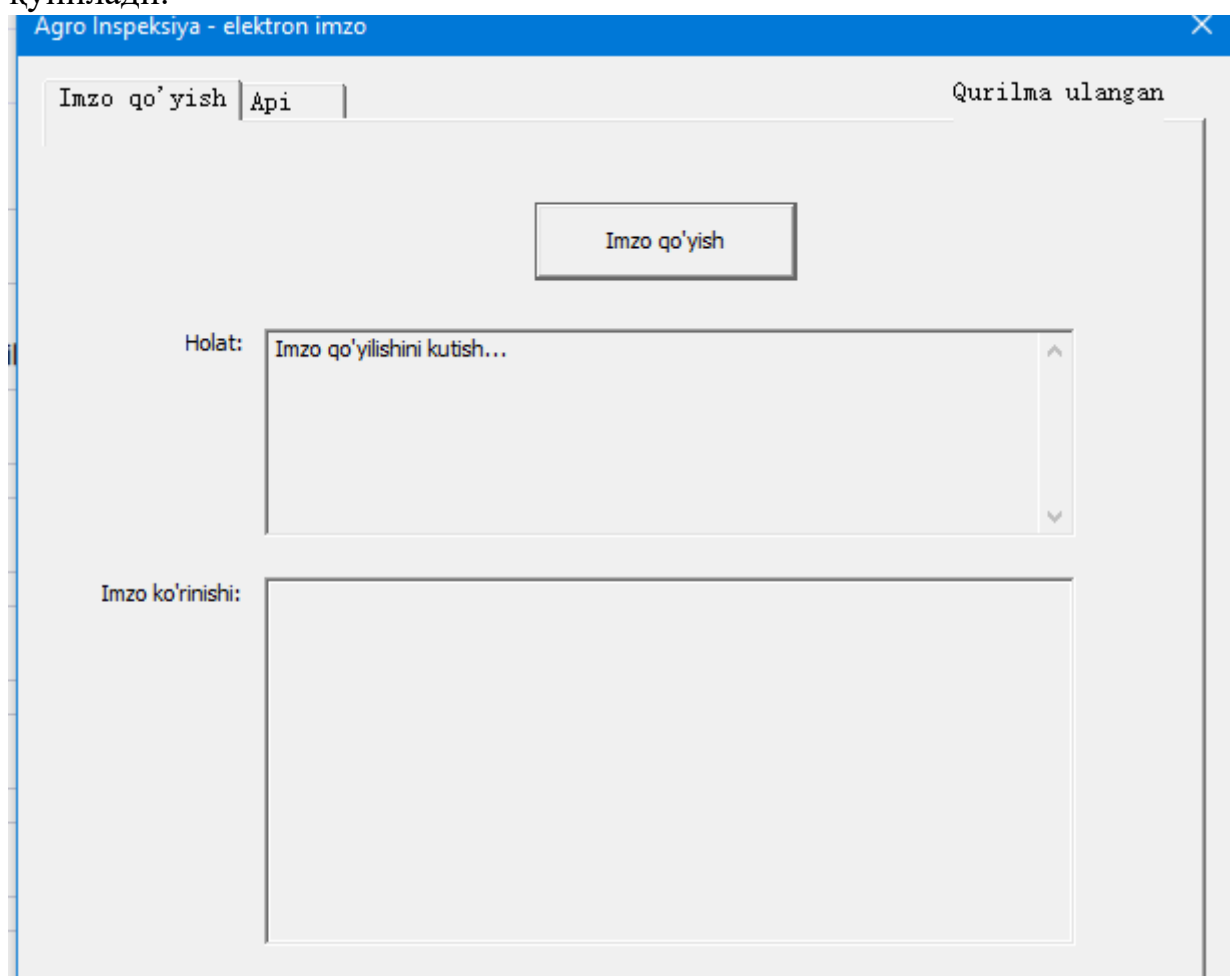 Agro Inspeksiya - elektron imzo
Imzo qo'yish Api Qurilma ulangan
Imzo qo'yish
Holat: Imzo qo'yilishini kutish...
Imzo ko'rinishi: